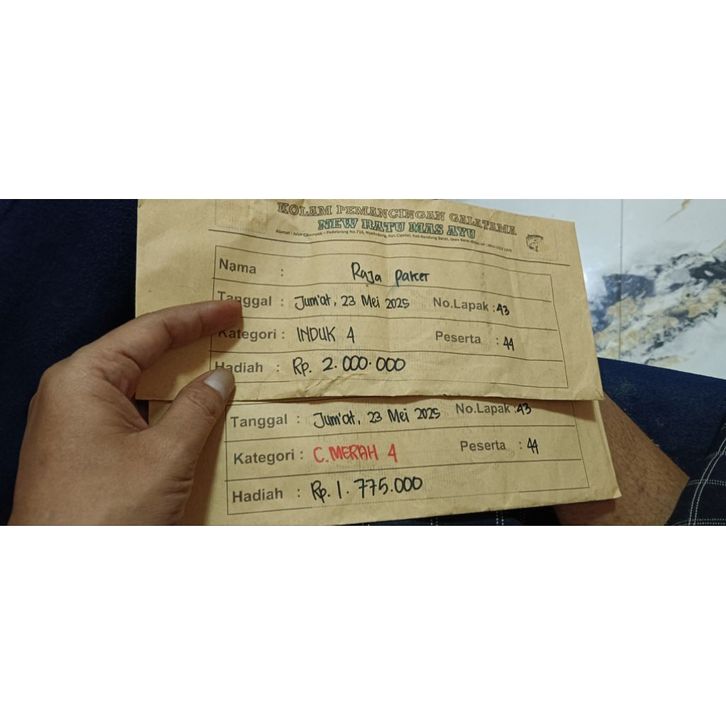 KOLAM PEMANCINGAN GALATAMA
NEW RATU MAS AYU
Nama : Raja Paker
Tanggal : Jum'at, 23 Mei 2025 No.Lapak : 43
Kategori : INDUK 4 Peserta : 44
Hadiah : Rp. 2.000.000
Tanggal : Jum'at, 23 Mei 2025 No.Lapak : 43
Kategori : C. MERAH 4 Peserta : 44
Hadiah : Rp. 1.775.000